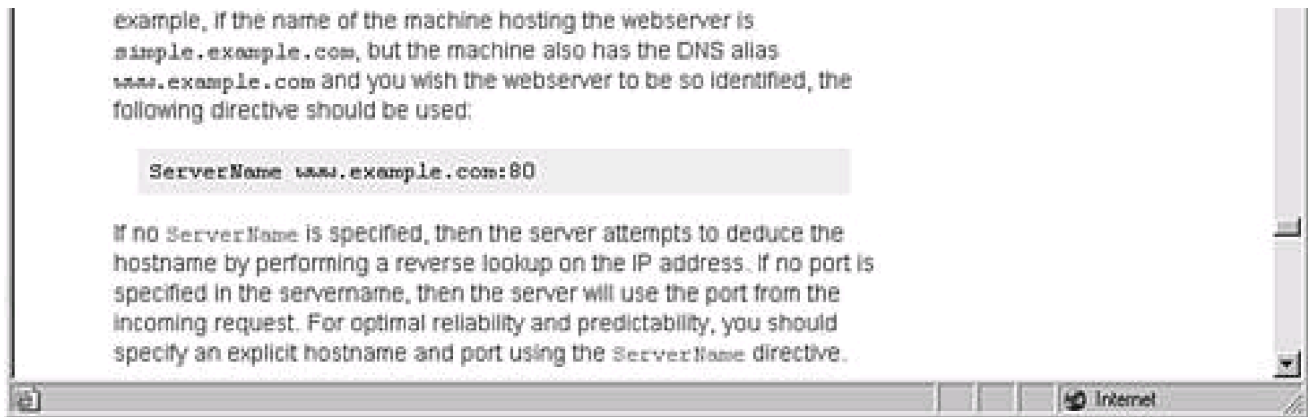 example, if the name of the machine hosting the webserver is
simple.example.com, but the machine also has the DNS alias
www.example.com and you wish the webserver to be so identified, the
following directive should be used:
ServerName www.example.com:80
If no ServerName is specified, then the server attempts to deduce the
hostname by performing a reverse lookup on the IP address. If no port is
specified in the servername, then the server will use the port from the
incoming request. For optimal reliability and predictability, you should
specify an explicit hostname and port using the ServerName directive.
Internet